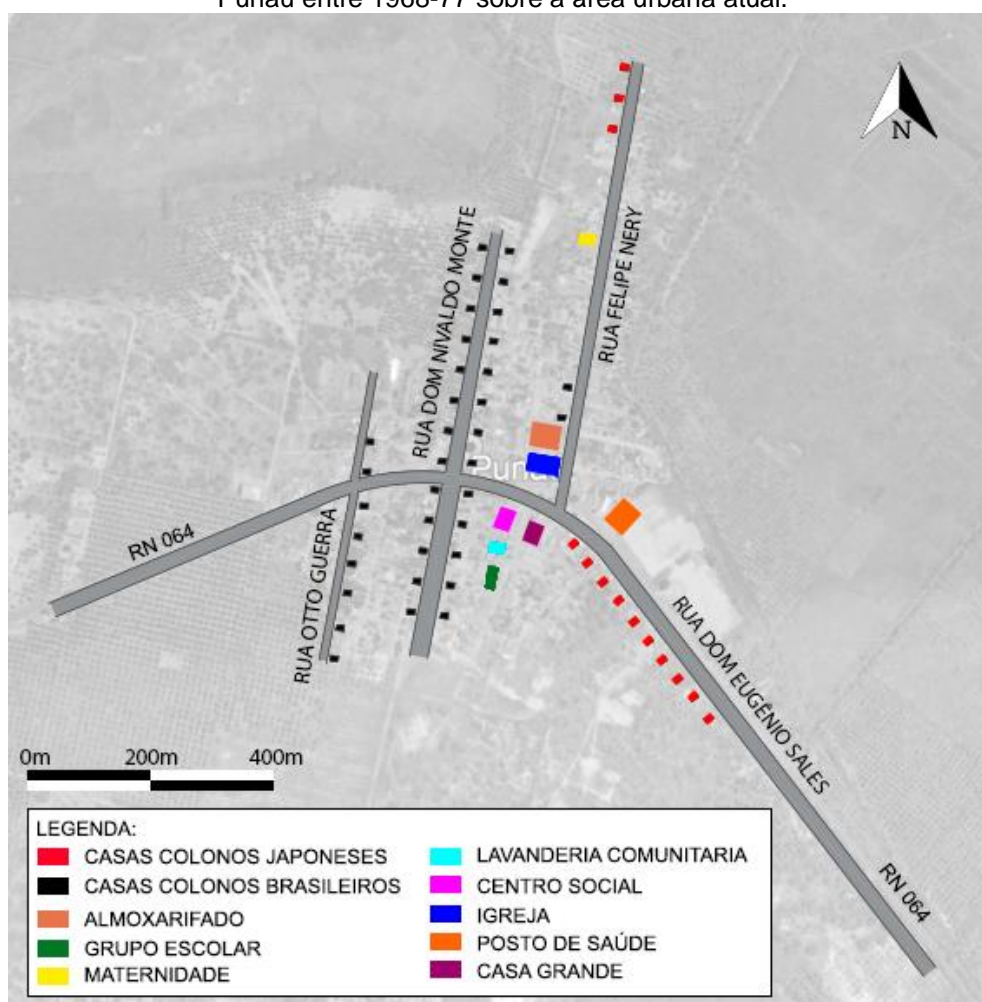 Punaú entre 1968-77 sobre a área urbana atual.
N
RUA DOM NIVALDO MONTE
RUA FELIPE NERY
RN 064
RUA OTTO GUERRA
RUA DOM EUGÊNIO SALES
RN 064
0m 200m 400m
LEGENDA:
CASAS COLONOS JAPONESES
CASAS COLONOS BRASILEIROS
ALMOXARIFADO
GRUPO ESCOLAR
MATERNIDADE
LAVANDERIA COMUNITARIA
CENTRO SOCIAL
IGREJA
POSTO DE SAÚDE
CASA GRANDE